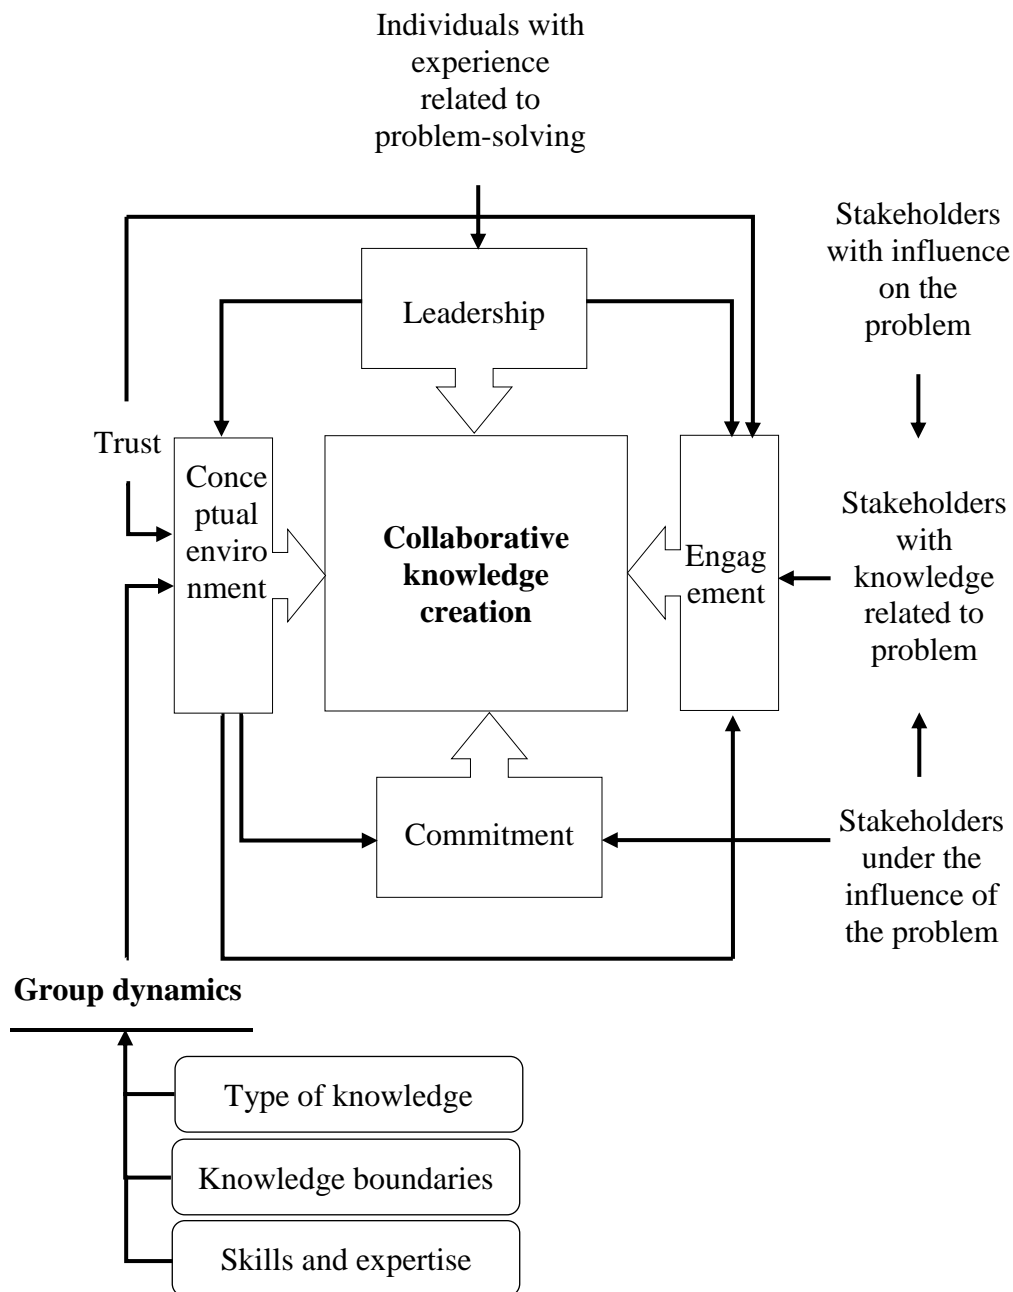 Individuals with
experience
related to
problem-solving
Stakeholders
with influence
on the
problem
Leadership
Trust
Conce
ptual
enviro
nment
Collaborative
knowledge
creation
Engag
ement
Stakeholders
with
knowledge
related to
problem
Commitment
Stakeholders
under the
influence of
the problem
Group dynamics
Type of knowledge
Knowledge boundaries
Skills and expertise